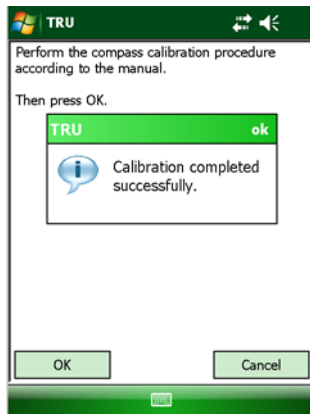 TRU
Perform the compass calibration procedure
according to the manual.
Then press OK.
TRU ok
Calibration completed
successfully.
OK Cancel